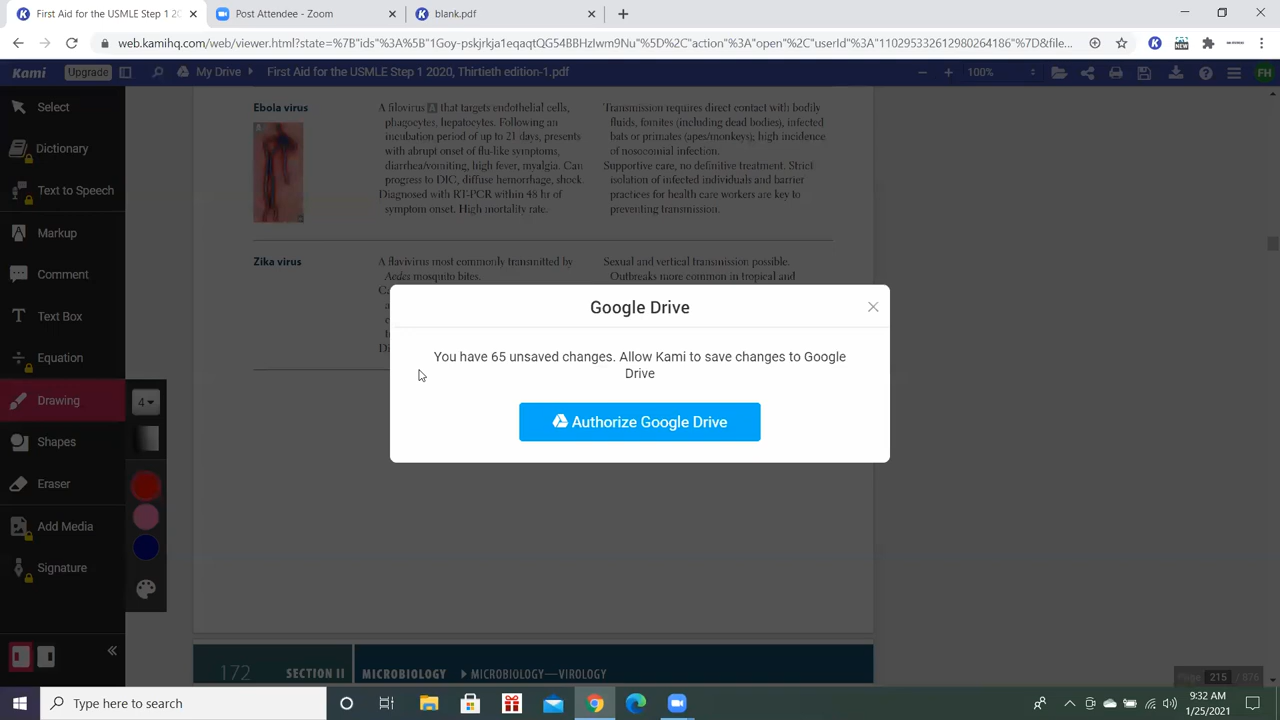 First Aid for the USMLE Step 1 20
Post Attendee - Zoom
blank.pdf
web.kamihq.com/web/viewer.html?state=%7B"ids"%3A%5B"1Goy-pskjrkja1eqaqtQG54BBHzIwm9Nu"%5D%2C"action"%3A"open"%2C"userId"%3A"110295332612980264186"%7D&file...
NEW
Kami
Upgrade
My Drive
First Aid for the USMLE Step 1 2020, Thirtieth edition-1.pdf
100%
FH
Select
Dictionary
Text to Speech
Markup
Comment
Text Box
Equation
Drawing
Shapes
Eraser
Add Media
Signature
4
Ebola virus
A filovirus A that targets endothelial cells,
phagocytes, hepatocytes. Following an
incubation period of up to 21 days, presents
with abrupt onset of flu-like symptoms,
diarrhea/vomiting, high fever, myalgia. Can
progress to DIC, diffuse hemorrhage, shock.
Diagnosed with RT-PCR within 48 hr of
symptom onset. High mortality rate.
Transmission requires direct contact with bodily
fluids, fomites (including dead bodies), infected
bats or primates (apes/monkeys); high incidence
of nosocomial infection.
Supportive care, no definitive treatment. Strict
isolation of infected individuals and barrier
practices for health care workers are key to
preventing transmission.
Zika virus
A flavivirus most commonly transmitted by
Aedes mosquito bites.
Sexual and vertical transmission possible.
Outbreaks more common in tropical and
Google Drive
You have 65 unsaved changes. Allow Kami to save changes to Google
Drive
Authorize Google Drive
172
SECTION II
MICROBIOLOGY
MICROBIOLOGY—VIROLOGY
Page 215 / 876
Type here to search
9:32 AM
1/25/2021